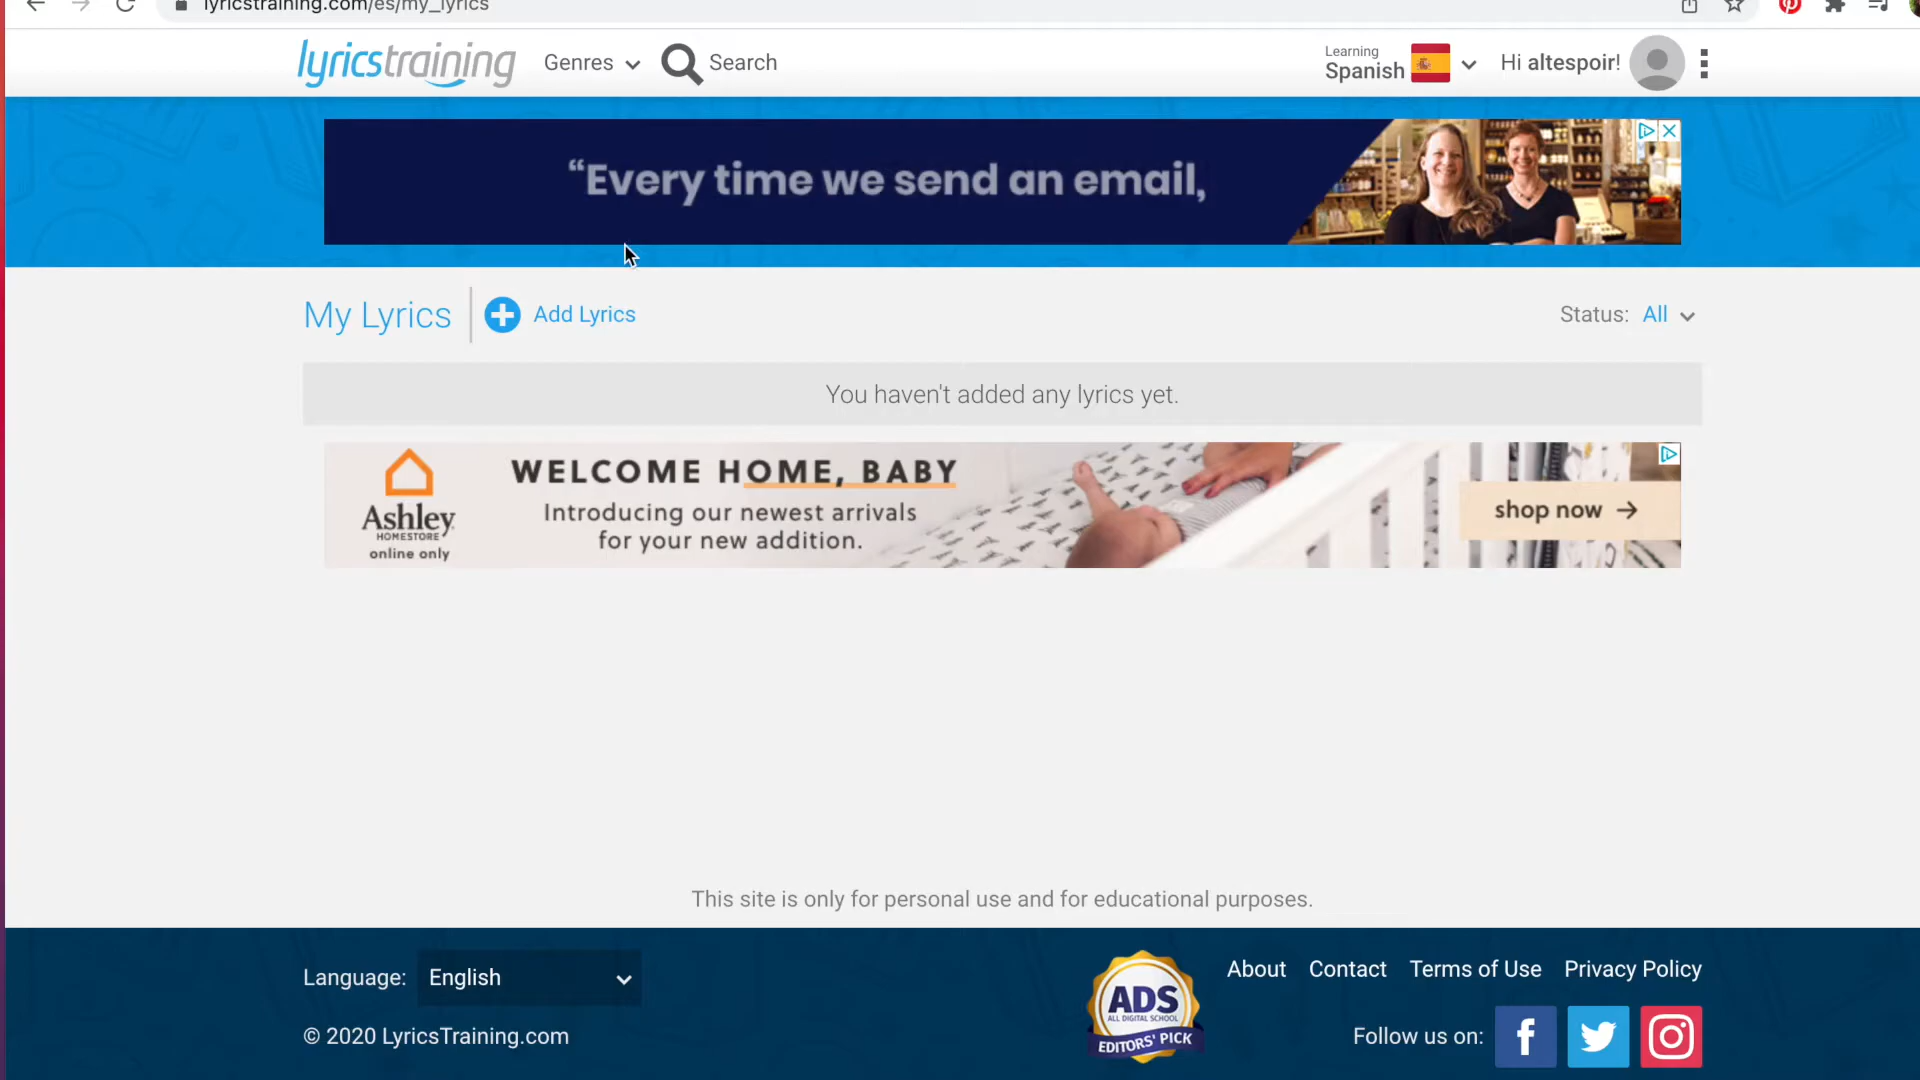 lyricstraining.com/es/my_lyrics
lyricstraining
Genres
Search
Learning
Spanish
Hi altespoir!
“Every time we send an email,
My Lyrics
Add Lyrics
Status: All
You haven't added any lyrics yet.
Ashley
HOMESTORE
online only
WELCOME HOME, BABY
Introducing our newest arrivals
for your new addition.
shop now →
This site is only for personal use and for educational purposes.
Language: English
© 2020 LyricsTraining.com
ADS
ALL DIGITAL SCHOOL
EDITORS' PICK
About Contact Terms of Use Privacy Policy
Follow us on: